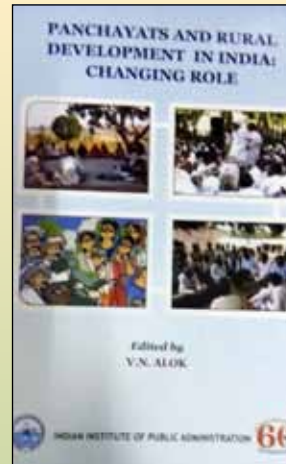 PANCHAYATS AND RURAL
DEVELOPMENT IN INDIA:
CHANGING ROLE
Edited by
V.N. ALOK
INDIAN INSTITUTE OF PUBLIC ADMINISTRATION